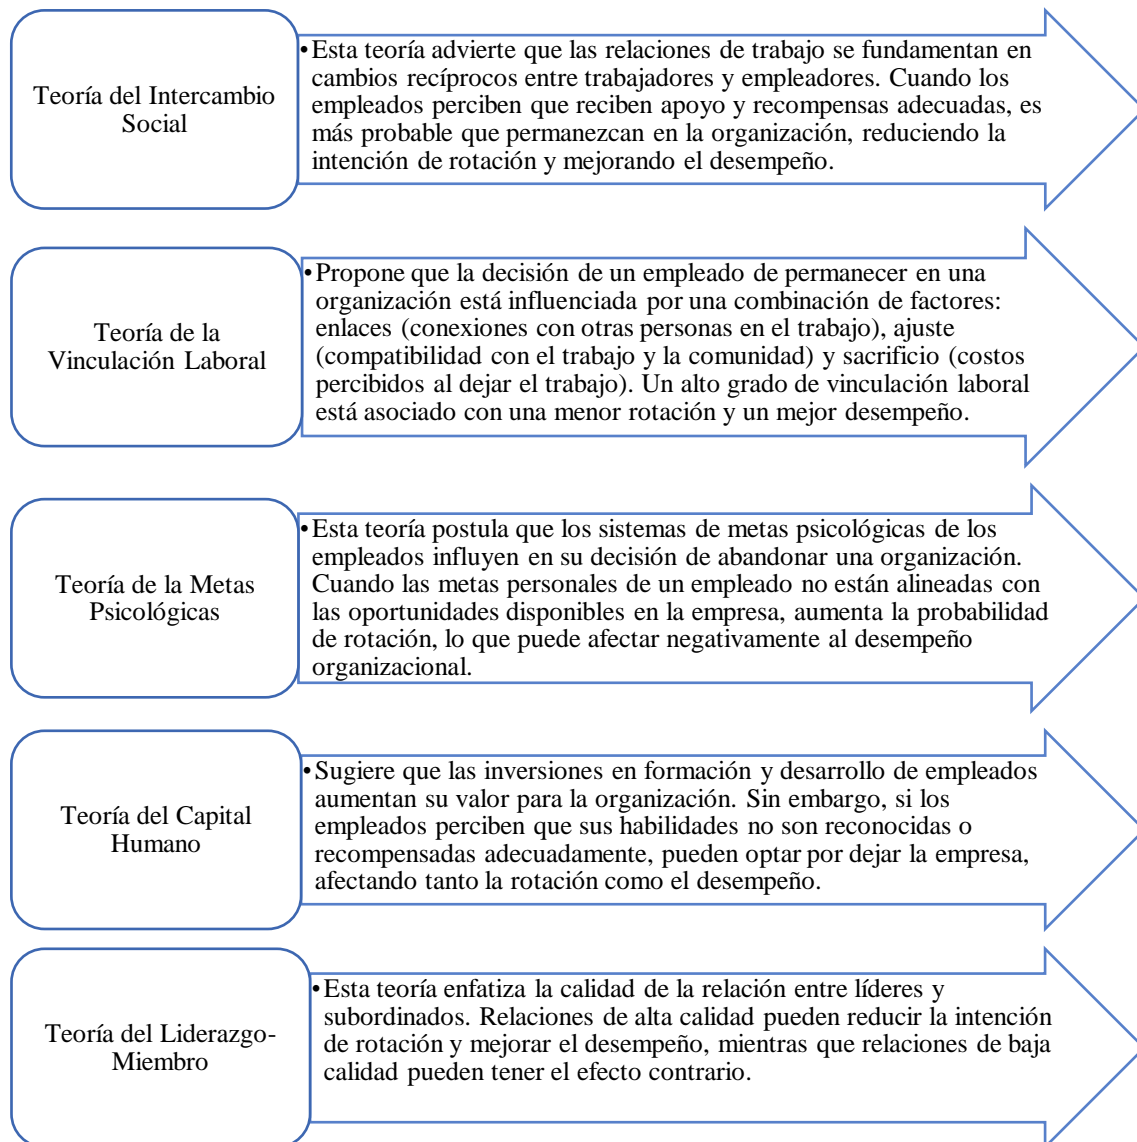 Teoría del Intercambio
Social
•Esta teoría advierte que las relaciones de trabajo se fundamentan en
cambios recíprocos entre trabajadores y empleadores. Cuando los
empleados perciben que reciben apoyo y recompensas adecuadas, es
más probable que permanezcan en la organización, reduciendo la
intención de rotación y mejorando el desempeño.
Teoría de la
Vinculación Laboral
•Propone que la decisión de un empleado de permanecer en una
organización está influenciada por una combinación de factores:
enlaces (conexiones con otras personas en el trabajo), ajuste
(compatibilidad con el trabajo y la comunidad) y sacrificio (costos
percibidos al dejar el trabajo). Un alto grado de vinculación laboral
está asociado con una menor rotación y un mejor desempeño.
Teoría de la Metas
Psicológicas
•Esta teoría postula que los sistemas de metas psicológicas de los
empleados influyen en su decisión de abandonar una organización.
Cuando las metas personales de un empleado no están alineadas con
las oportunidades disponibles en la empresa, aumenta la probabilidad
de rotación, lo que puede afectar negativamente al desempeño
organizacional.
Teoría del Capital
Humano
•Sugiere que las inversiones en formación y desarrollo de empleados
aumentan su valor para la organización. Sin embargo, si los
empleados perciben que sus habilidades no son reconocidas o
recompensadas adecuadamente, pueden optar por dejar la empresa,
afectando tanto la rotación como el desempeño.
Teoría del Liderazgo-
Miembro
•Esta teoría enfatiza la calidad de la relación entre líderes y
subordinados. Relaciones de alta calidad pueden reducir la intención
de rotación y mejorar el desempeño, mientras que relaciones de baja
calidad pueden tener el efecto contrario.